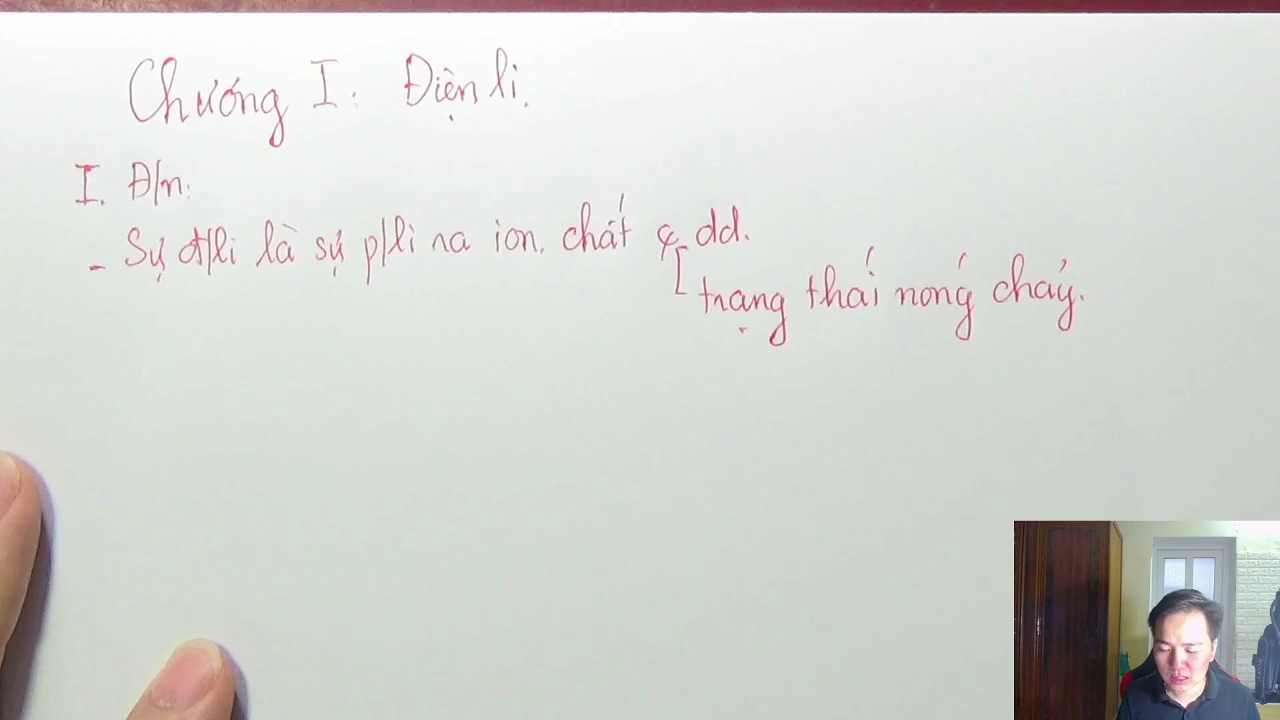 Chương I: Điện li.
I. Đ/n:
- Sự đ/li là sự p/li ra ion, chất ç dd.
trạng thái nóng chảy.